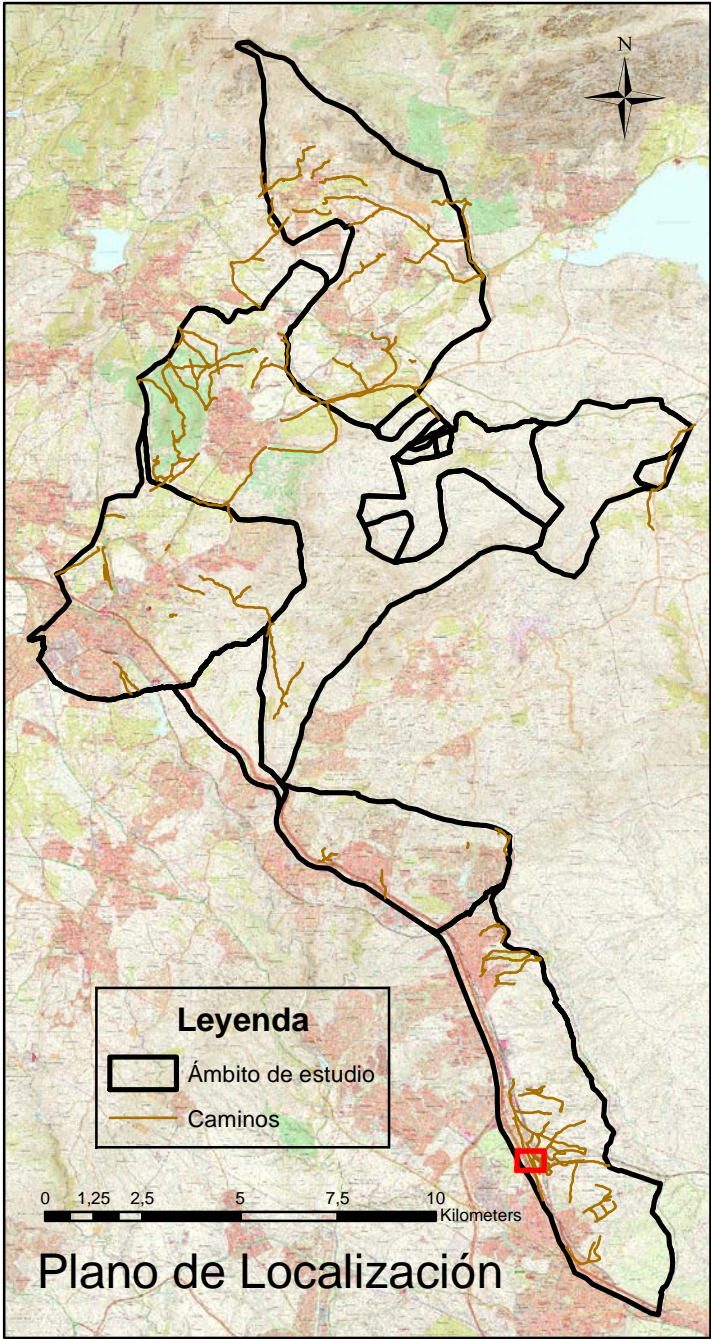 N
Leyenda
Ámbito de estudio
Caminos
0 1,25 2,5 5 7,5 10
Kilometers
Plano de Localización